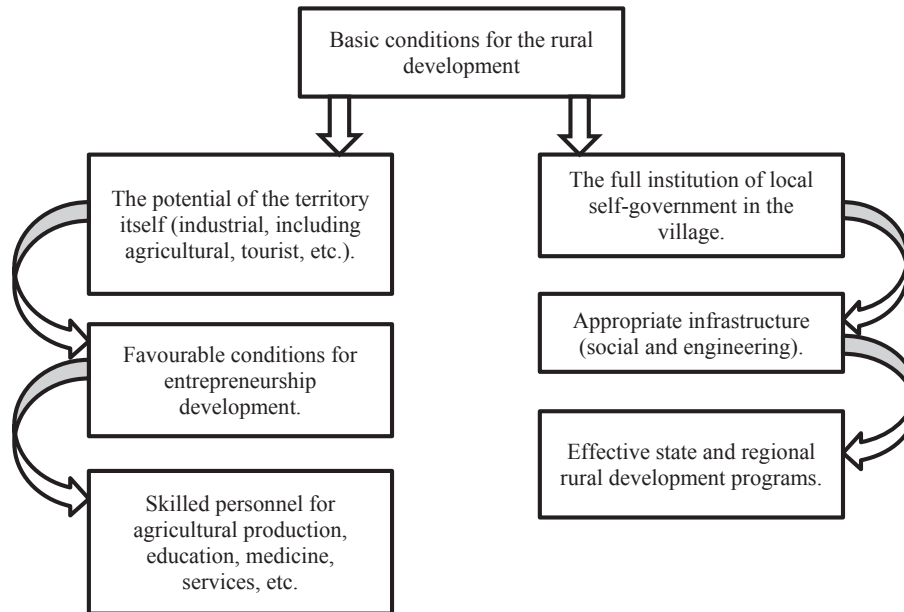 Basic conditions for the rural
development
The potential of the territory
itself (industrial, including
agricultural, tourist, etc.).
Favourable conditions for
entrepreneurship
development.
Skilled personnel for
agricultural production,
education, medicine,
services, etc.
The full institution of local
self-government in the
village.
Appropriate infrastructure
(social and engineering).
Effective state and regional
rural development programs.